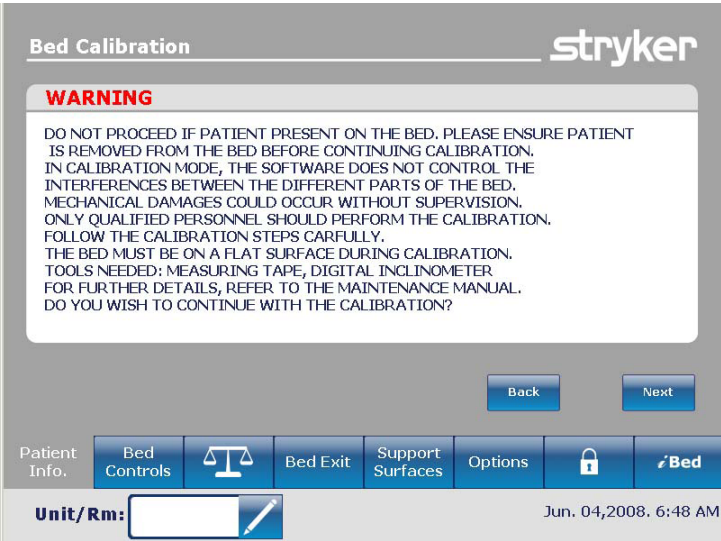 Bed Calibration
stryker
WARNING
DO NOT PROCEED IF PATIENT PRESENT ON THE BED. PLEASE ENSURE PATIENT
IS REMOVED FROM THE BED BEFORE CONTINUING CALIBRATION.
IN CALIBRATION MODE, THE SOFTWARE DOES NOT CONTROL THE
INTERFERENCES BETWEEN THE DIFFERENT PARTS OF THE BED.
MECHANICAL DAMAGES COULD OCCUR WITHOUT SUPERVISION.
ONLY QUALIFIED PERSONNEL SHOULD PERFORM THE CALIBRATION.
FOLLOW THE CALIBRATION STEPS CARFULLY.
THE BED MUST BE ON A FLAT SURFACE DURING CALIBRATION.
TOOLS NEEDED: MEASURING TAPE, DIGITAL INCLINOMETER
FOR FURTHER DETAILS, REFER TO THE MAINTENANCE MANUAL.
DO YOU WISH TO CONTINUE WITH THE CALIBRATION?
Back
Next
Patient
Info.
Bed
Controls
Bed Exit
Support
Surfaces
Options
iBed
Unit/Rm:
Jun. 04,2008. 6:48 AM